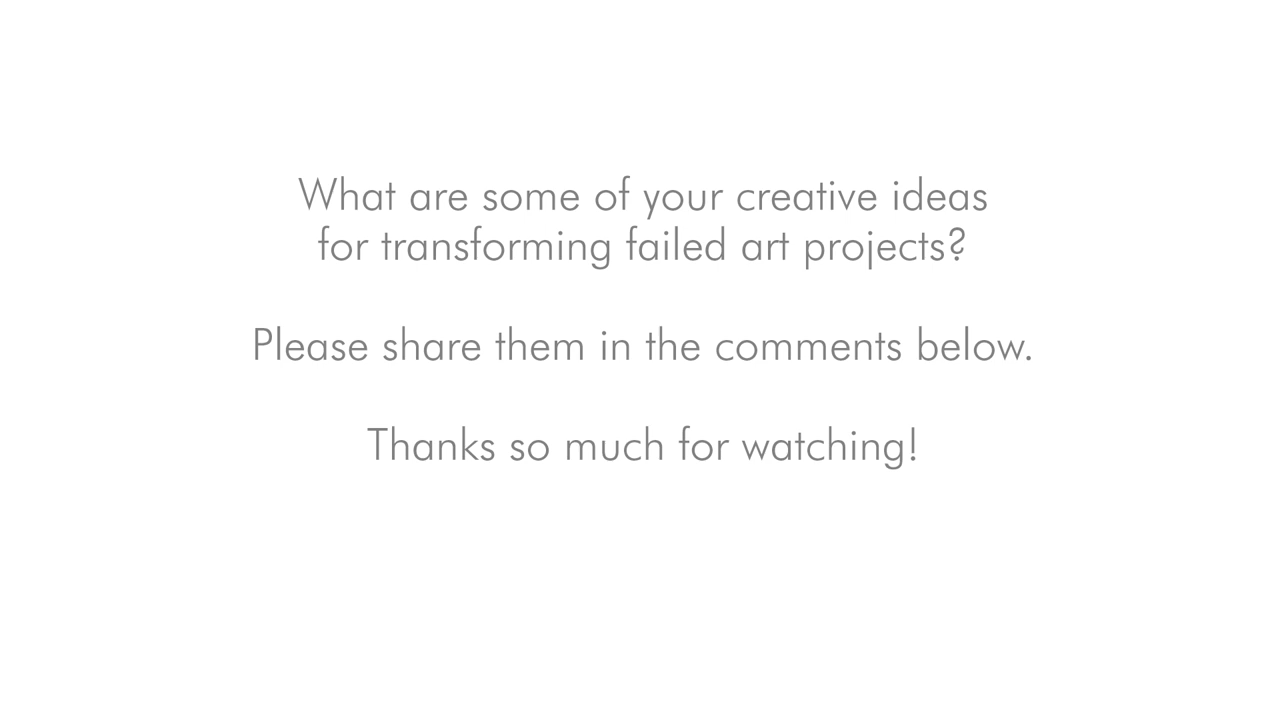 What are some of your creative ideas
for transforming failed art projects?
Please share them in the comments below.
Thanks so much for watching!